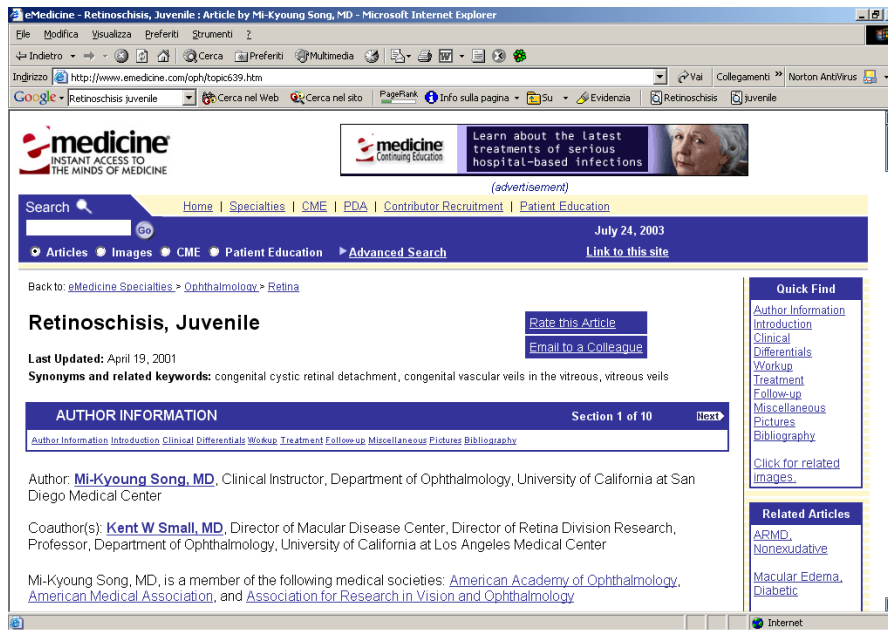 eMedicine - Retinoschisis, Juvenile : Article by Mi-Kyoung Song, MD - Microsoft Internet Explorer
File Modifica Visualizza Preferiti Strumenti ?
Indietro Cerca Preferiti Multimedia
Indirizzo http://www.emedicine.com/oph/topic639.htm Vai Collegamenti » Norton AntiVirus
Google Retinoschisis juvenile Cerca nel Web Cerca nel sito PageRank Info sulla pagina Su Evidenzia Retinoschisis juvenile
emedicine
INSTANT ACCESS TO
THE MINDS OF MEDICINE
emedicine
Continuing Education
Learn about the latest
treatments of serious
hospital-based infections
(advertisement)
Search
Home | Specialties | CME | PDA | Contributor Recruitment | Patient Education
Go
July 24, 2003
Articles Images CME Patient Education Advanced Search Link to this site
Back to: eMedicine Specialties > Ophthalmology > Retina
Retinoschisis, Juvenile
Rate this Article
Email to a Colleague
Last Updated: April 19, 2001
Synonyms and related keywords: congenital cystic retinal detachment, congenital vascular veils in the vitreous, vitreous veils
AUTHOR INFORMATION Section 1 of 10 Next
Author Information Introduction Clinical Differentials Workup Treatment Follow-up Miscellaneous Pictures Bibliography
Author: Mi-Kyoung Song, MD, Clinical Instructor, Department of Ophthalmology, University of California at San
Diego Medical Center
Coauthor(s): Kent W Small, MD, Director of Macular Disease Center, Director of Retina Division Research,
Professor, Department of Ophthalmology, University of California at Los Angeles Medical Center
Mi-Kyoung Song, MD, is a member of the following medical societies: American Academy of Ophthalmology,
American Medical Association, and Association for Research in Vision and Ophthalmology
Quick Find
Author Information
Introduction
Clinical
Differentials
Workup
Treatment
Follow-up
Miscellaneous
Pictures
Bibliography
Click for related
images.
Related Articles
ARMD,
Nonexudative
Macular Edema,
Diabetic
Internet